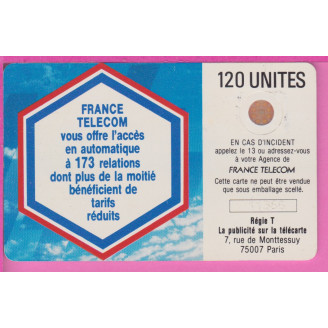 FRANCE
TELECOM
vous offre l'accès
en automatique
à 173 relations
dont plus de la moitié
bénéficient de
tarifs
réduits
120 UNITES
EN CAS D'INCIDENT
appelez le 13 ou adressez-vous
à votre Agence de
FRANCE TELECOM
Cette carte ne peut être vendue
que sous emballage scellé.
Régie T
La publicité sur la télécarte
7, rue de Monttessuy
75007 Paris